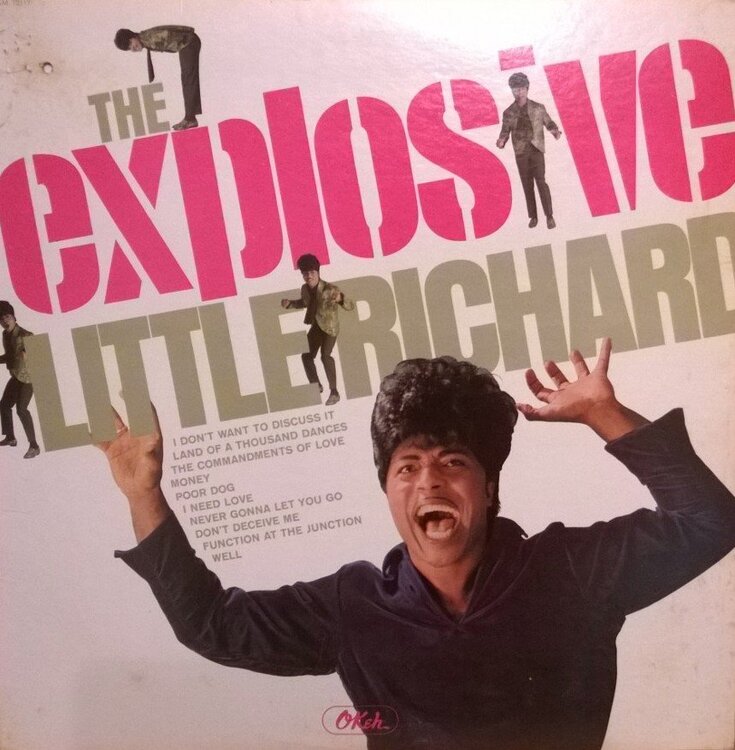 THE
explosive
LITTLE RICHARD
I DON'T WANT TO DISCUSS IT
LAND OF A THOUSAND DANCES
THE COMMANDMENTS OF LOVE
MONEY
POOR DOG
I NEED LOVE
NEVER GONNA LET YOU GO
DON'T DECEIVE ME
FUNCTION AT THE JUNCTION
WELL
OKeh